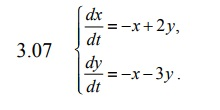 3.07
dx/dt = -x+2y,
dy/dt = -x-3y.